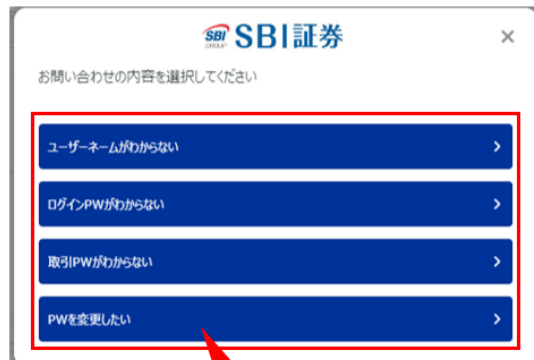 SBI GROUP SBI証券 ×
お問い合わせの内容を選択してください
ユーザーネームがわからない
ログインPWがわからない
取引PWがわからない
PWを変更したい